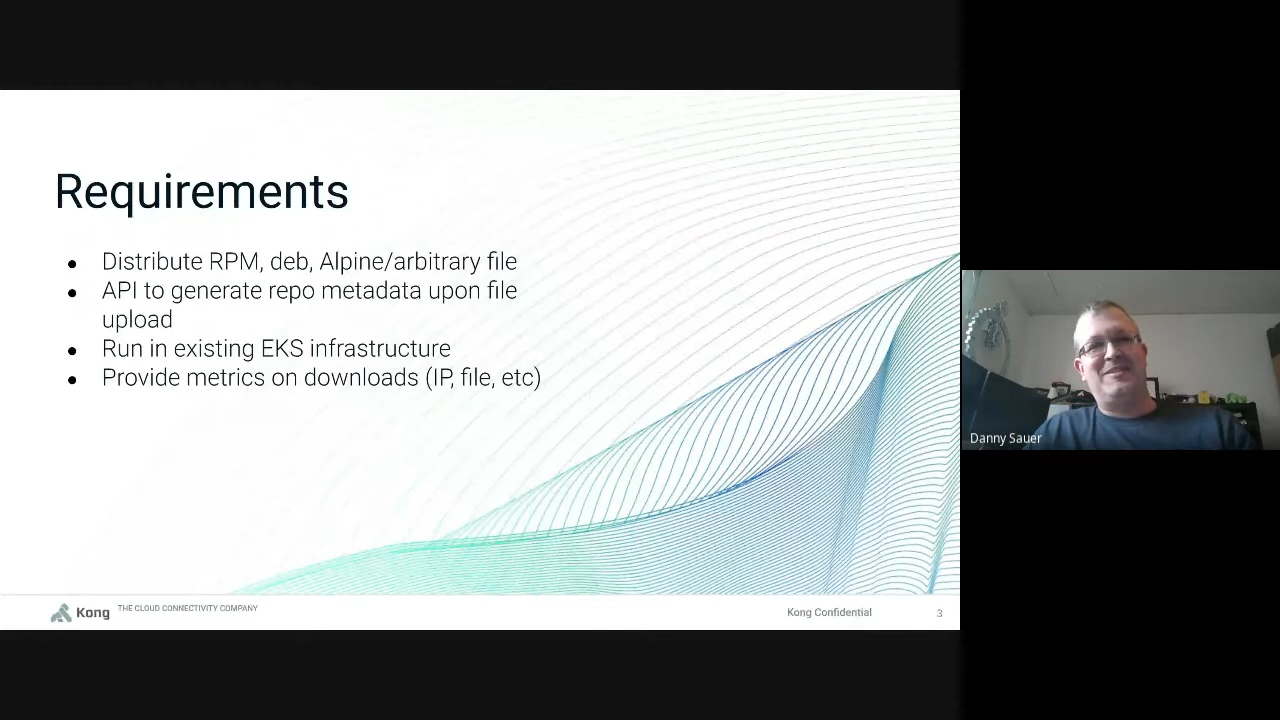 Requirements
● Distribute RPM, deb, Alpine/arbitrary file
● API to generate repo metadata upon file
upload
● Run in existing EKS infrastructure
● Provide metrics on downloads (IP, file, etc)
Danny Sauer
Kong THE CLOUD CONNECTIVITY COMPANY
Kong Confidential
3